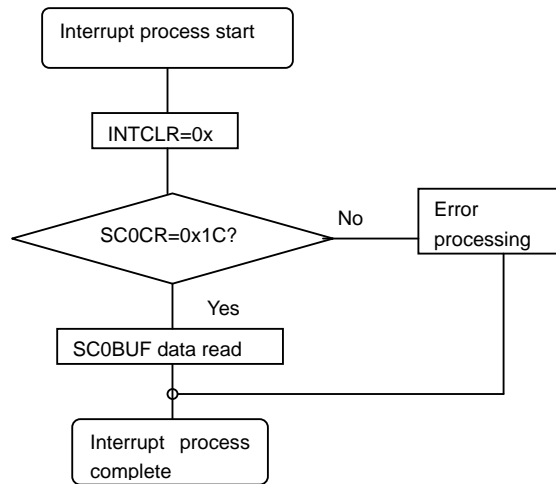 Interrupt process start
INTCLR=0x
SC0CR=0x1C?
No
Error
processing
Yes
SC0BUF data read
Interrupt process
complete